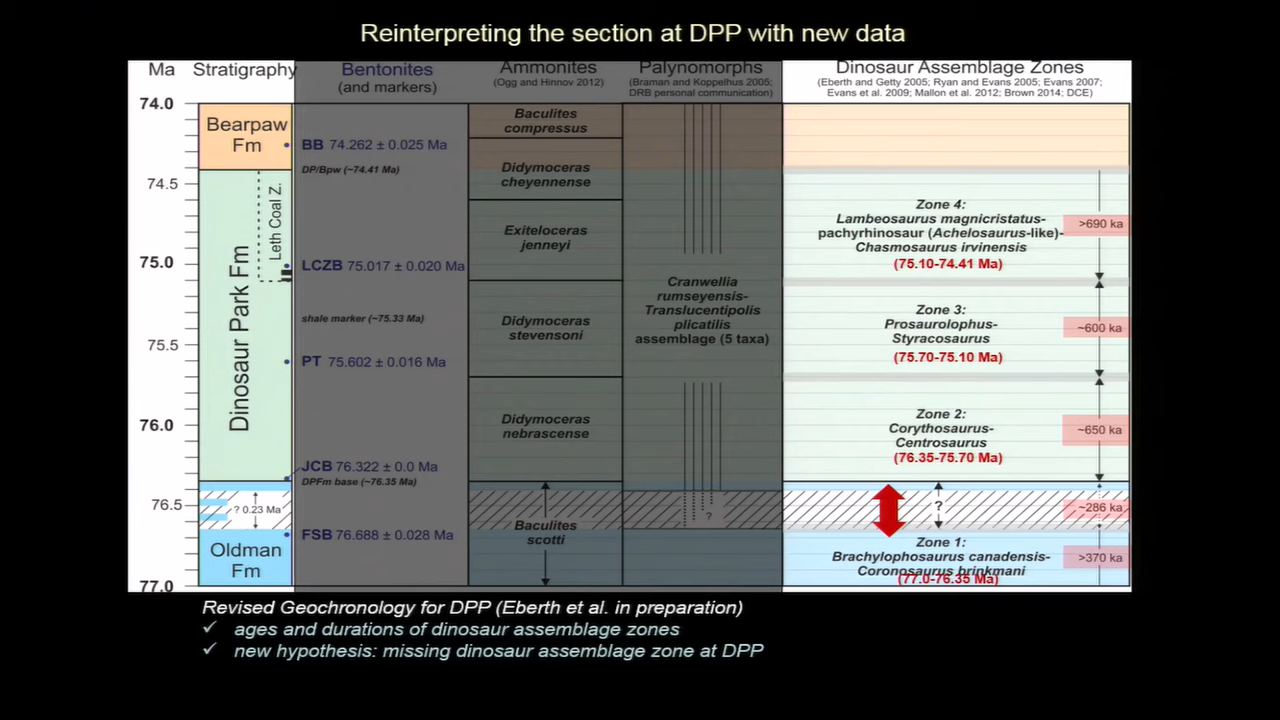 Reinterpreting the section at DPP with new data
Ma
Stratigraphy
Bentonites
(and markers)
Ammonites
(Ogg and Hinnov 2012)
Palynomorphs
(Braman and Koppelhus 2005;
DRB personal communication)
Dinosaur Assemblage Zones
(Eberth and Getty 2005; Ryan and Evans 2005; Evans 2007;
Evans et al. 2009; Mallon et al. 2012; Brown 2014; DCE)
74.0
74.5
75.0
75.5
76.0
76.5
77.0
Bearpaw
Fm
Leth Coal Z.
Dinosaur Park Fm
? 0.23 Ma
Oldman
Fm
BB 74.262 ± 0.025 Ma
DP/Bpw (~74.41 Ma)
LCZB 75.017 ± 0.020 Ma
shale marker (~75.33 Ma)
PT 75.602 ± 0.016 Ma
JCB 76.322 ± 0.0 Ma
DPFm base (~76.35 Ma)
FSB 76.688 ± 0.028 Ma
Baculites
compressus
Didymoceras
cheyennense
Exiteloceras
jenneyi
Didymoceras
stevensoni
Didymoceras
nebrascense
Baculites
scotti
Cranwellia
rumseyensis-
Translucentipolis
plicatilis
assemblage (5 taxa)
?
Zone 4:
Lambeosaurus magnicristatus-
pachyrhinosaur (Achelosaurus-like)-
Chasmosaurus irvinensis
(75.10-74.41 Ma)
>690 ka
Zone 3:
Prosaurolophus-
Styracosaurus
(75.70-75.10 Ma)
~600 ka
Zone 2:
Corythosaurus-
Centrosaurus
(76.35-75.70 Ma)
~650 ka
?
~286 ka
Zone 1:
Brachylophosaurus canadensis-
Coronosaurus brinkmani
(77.0-76.35 Ma)
>370 ka
Revised Geochronology for DPP (Eberth et al. in preparation)
✓ ages and durations of dinosaur assemblage zones
✓ new hypothesis: missing dinosaur assemblage zone at DPP